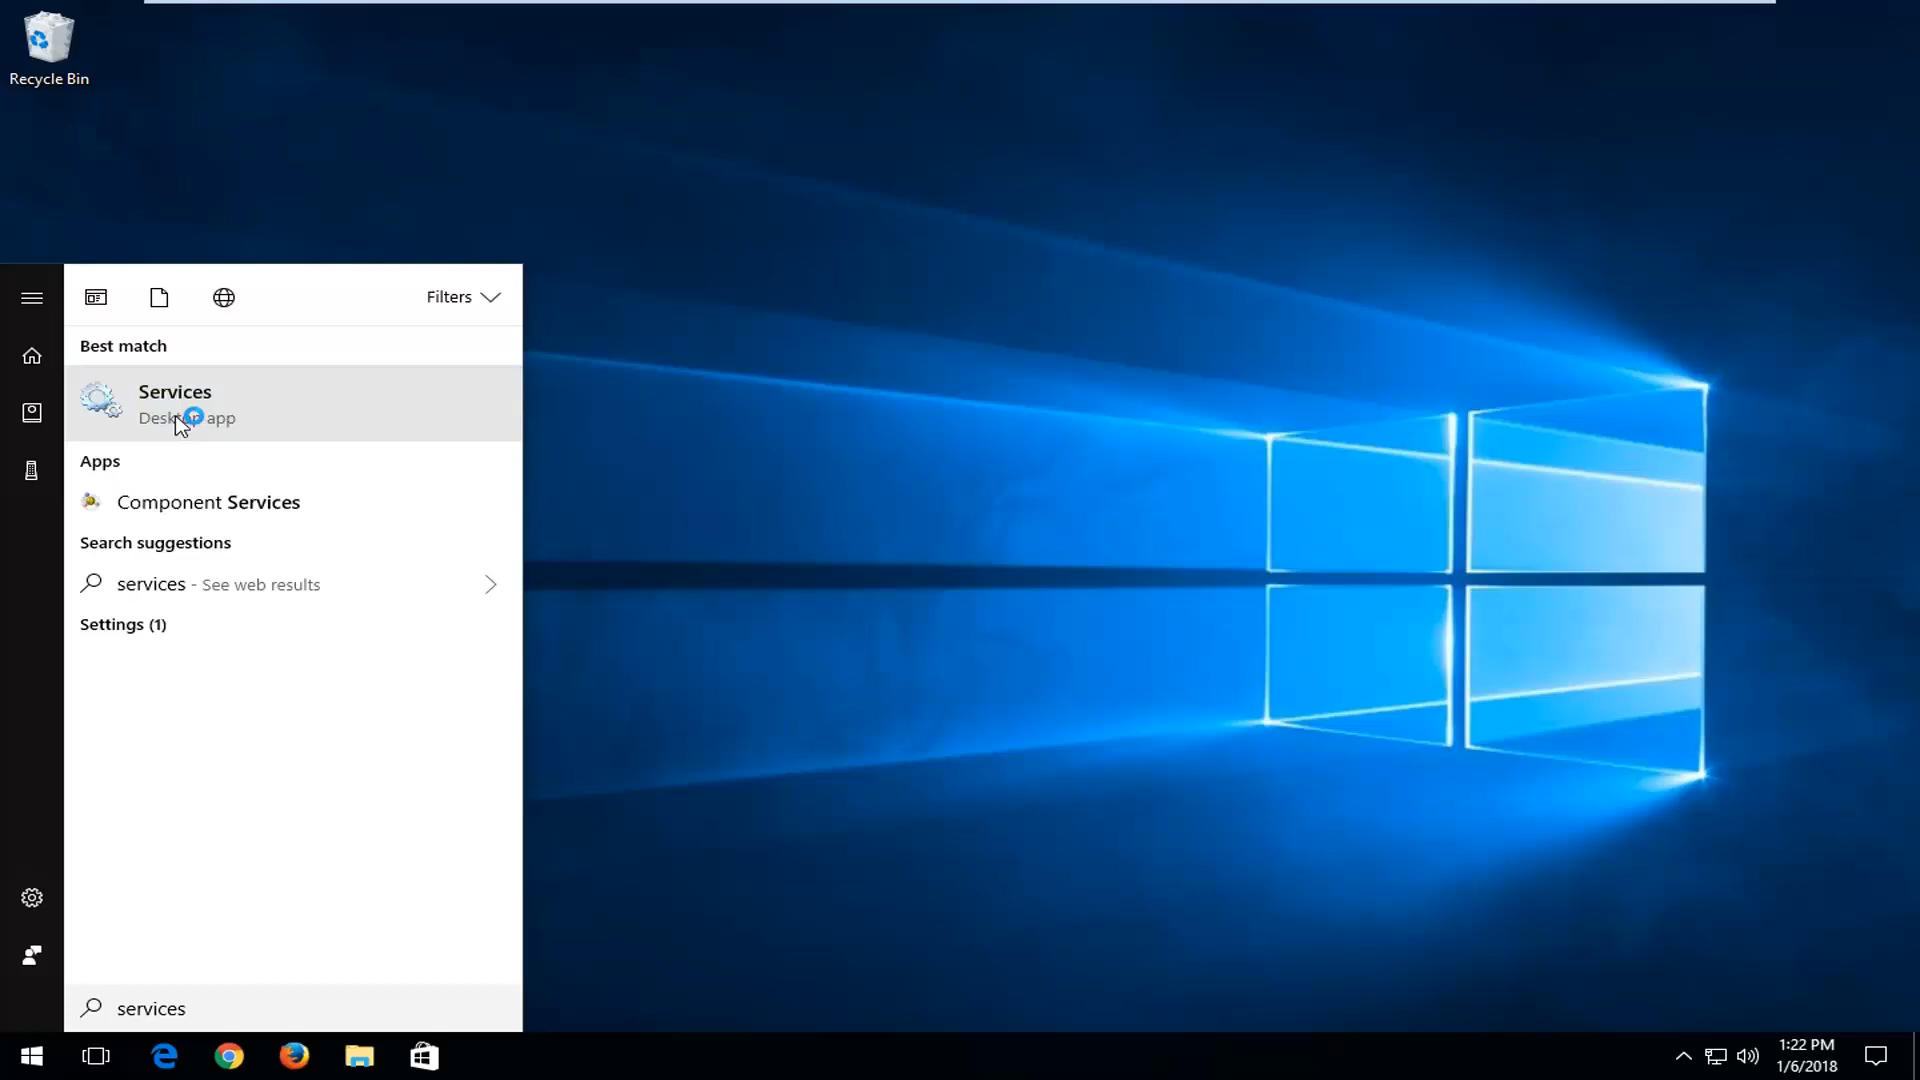 Recycle Bin
Filters
Best match
Services
Desktop app
Apps
Component Services
Search suggestions
services - See web results
Settings (1)
services
1:22 PM
1/6/2018